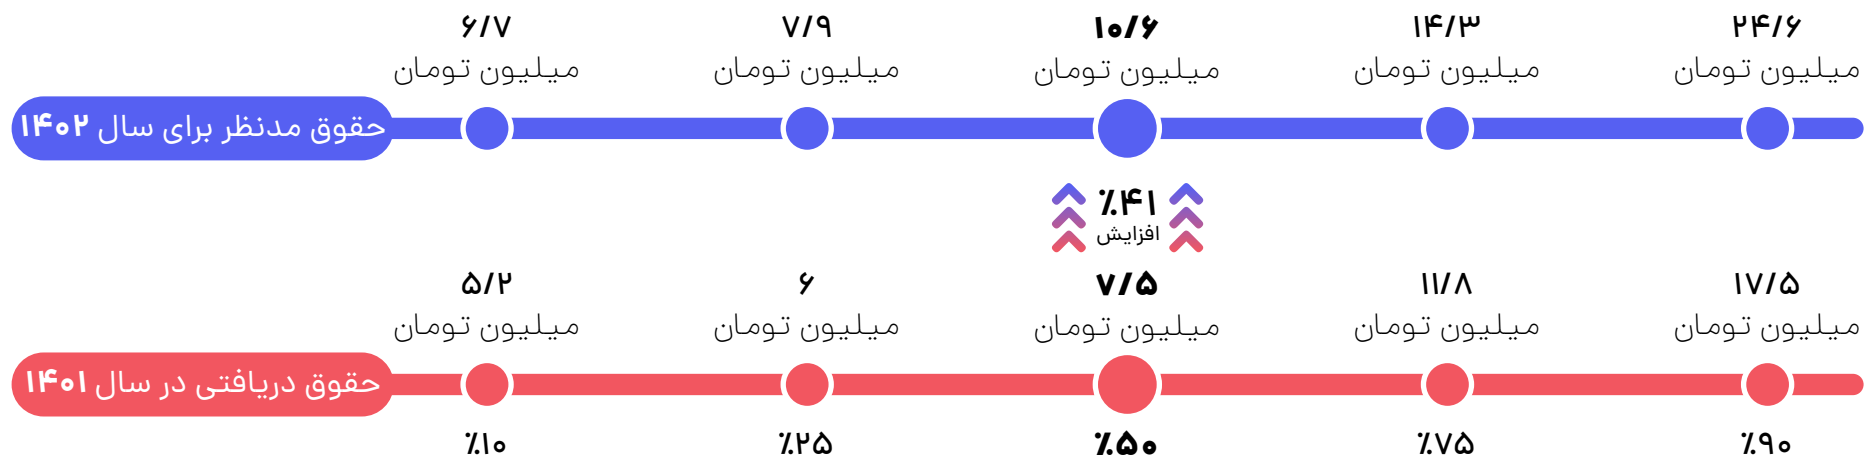 ۶/۷
میلیون تومان
۷/۹
میلیون تومان
۱۰/۶
میلیون تومان
۱۴/۳
میلیون تومان
۲۴/۶
میلیون تومان
حقوق مدنظر برای سال ۱۴۰۲
٪۴۱
افزایش
۵/۲
میلیون تومان
۶
میلیون تومان
۷/۵
میلیون تومان
۱۱/۸
میلیون تومان
۱۷/۵
میلیون تومان
حقوق دریافتی در سال ۱۴۰۱
٪۱۰
٪۲۵
٪۵۰
٪۷۵
٪۹۰